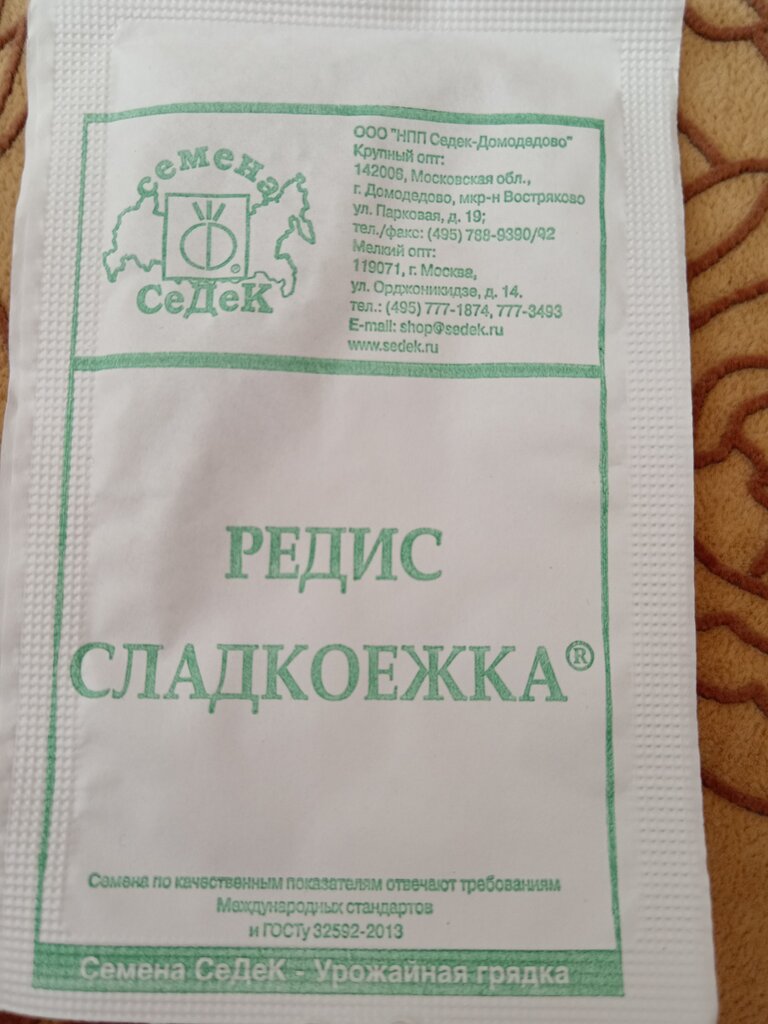 семена
СеДеК
ООО "НПП Седек-Домодедово"
Крупный опт:
142006, Московская обл.,
г. Домодедово, мкр-н Востряково
ул. Парковая, д. 19;
тел./факс: (495) 788-9390/92
Мелкий опт:
119071, г. Москва,
ул. Орджоникидзе, д. 14.
тел.: (495) 777-1874, 777-3493
E-mail: shop@sedek.ru
www.sedek.ru
РЕДИС
СЛАДКОЕЖКА®
Семена по качественным показателям отвечают требованиям
Международных стандартов
и ГОСТу 32592-2013
Семена СеДеК - Урожайная грядка